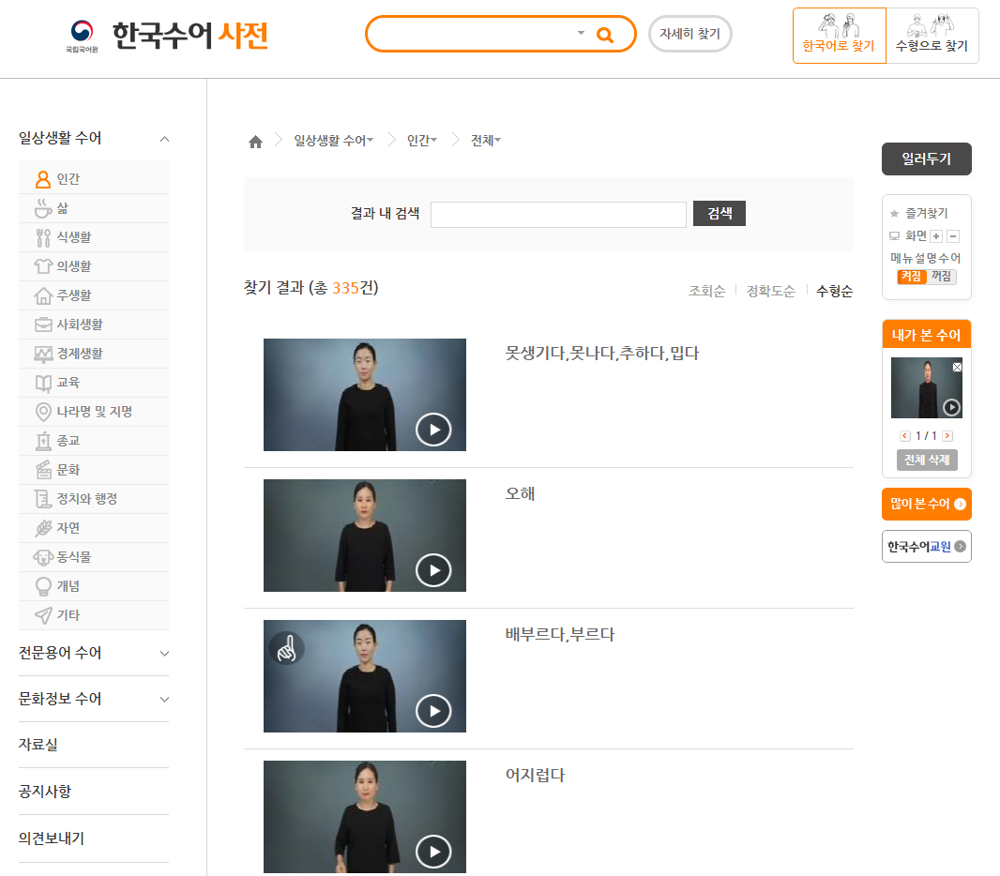 국립국어원
한국수어 사전
자세히 찾기
한국어로 찾기
수형으로 찾기
일상생활 수어
인간
삶
식생활
의생활
주생활
사회생활
경제생활
교육
나라명 및 지명
종교
문화
정치와 행정
자연
동식물
개념
기타
전문용어 수어
문화정보 수어
자료실
공지사항
의견보내기
일상생활 수어 인간 전체
결과 내 검색 검색
찾기 결과 (총 335건)
조회순 정확도순 수형순
못생기다,못나다,추하다,밉다
오해
배부르다,부르다
어지럽다
일러두기
즐겨찾기
화면 + -
메뉴설명수어
켜짐 꺼짐
내가 본 수어
< 1 / 1 >
전체 삭제
많이 본 수어
한국수어교원